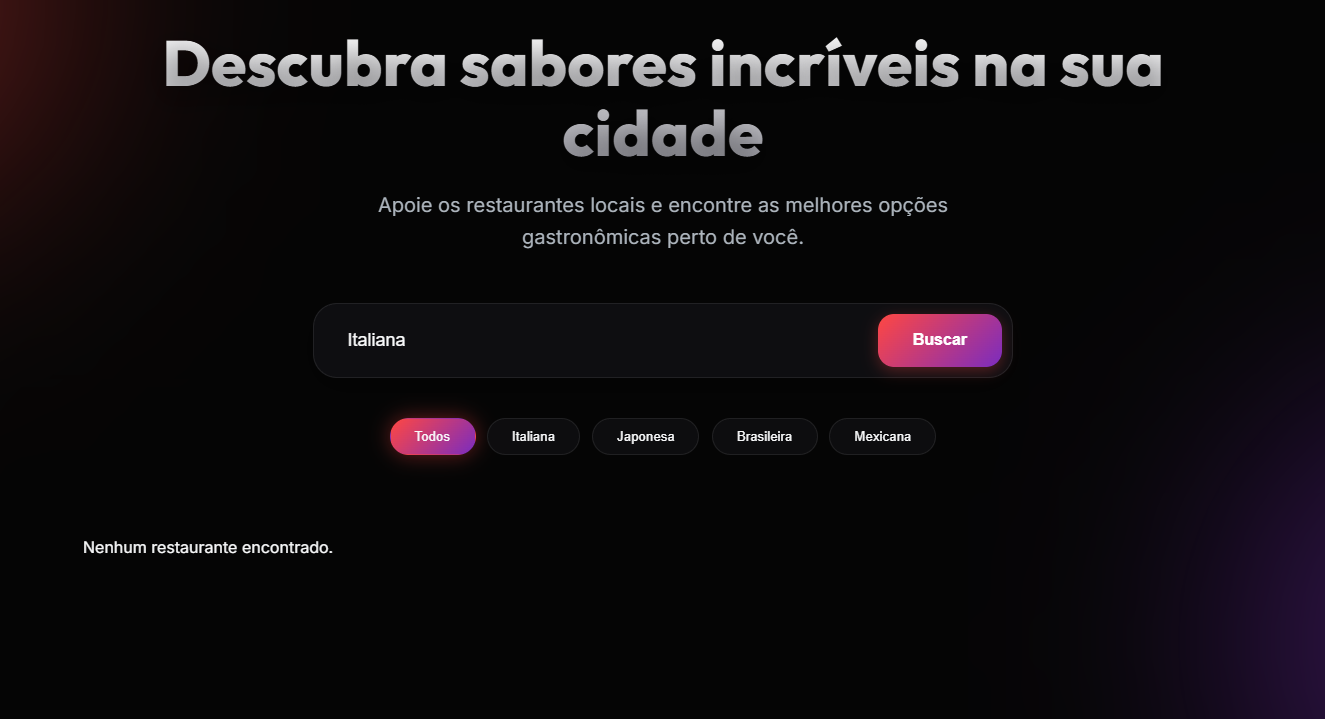 Descubra sabores incríveis na sua
cidade
Apoie os restaurantes locais e encontre as melhores opções
gastronômicas perto de você.
Italiana
Buscar
Todos
Italiana
Japonesa
Brasileira
Mexicana
Nenhum restaurante encontrado.